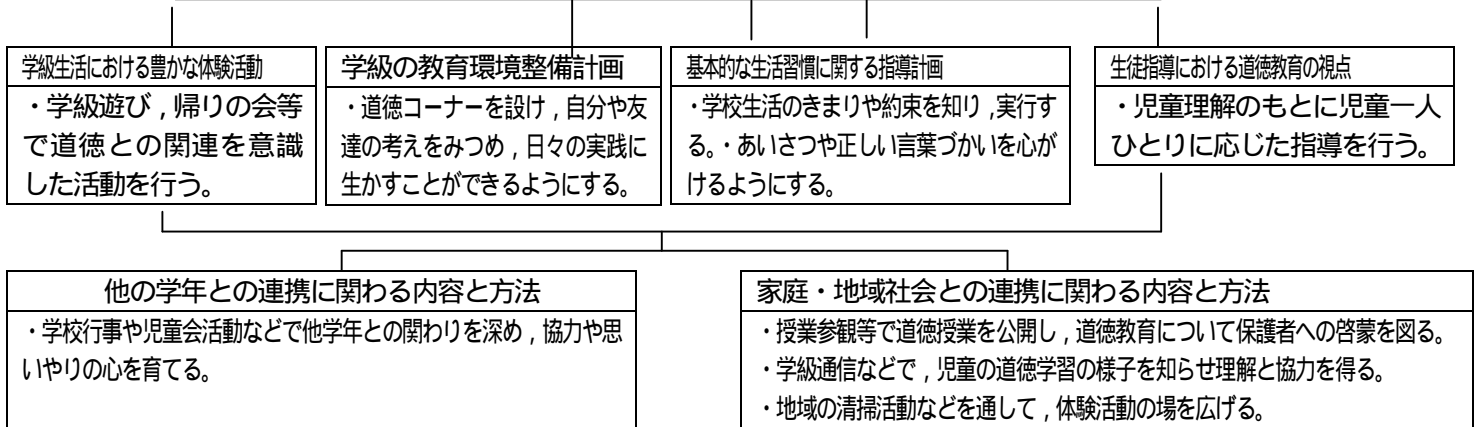 学級生活における豊かな体験活動
・学級遊び，帰りの会等
で道徳との関連を意識
した活動を行う。
学級の教育環境整備計画
・道徳コーナーを設け，自分や友
達の考えをみつめ，日々の実践に
生かすことができるようにする。
基本的な生活習慣に関する指導計画
・学校生活のきまりや約束を知り，実行す
る。・あいさつや正しい言葉づかいを心が
けるようにする。
生徒指導における道徳教育の視点
・児童理解のもとに児童一人
ひとりに応じた指導を行う。
他の学年との連携に関わる内容と方法
・学校行事や児童会活動などで他学年との関わりを深め，協力や思
いやりの心を育てる。
家庭・地域社会との連携に関わる内容と方法
・授業参観等で道徳授業を公開し，道徳教育について保護者への啓蒙を図る。
・学級通信などで，児童の道徳学習の様子を知らせ理解と協力を得る。
・地域の清掃活動などを通して，体験活動の場を広げる。